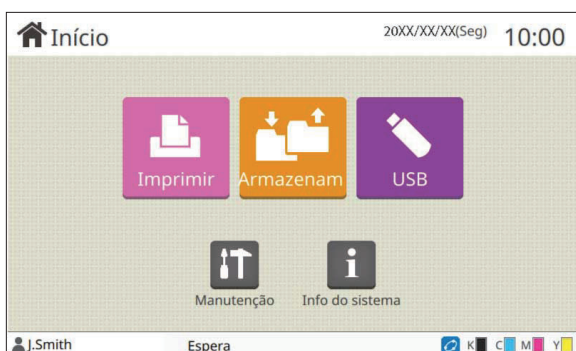 Início 20XX/XX/XX(Seg) 10:00
Imprimir Armazenam USB
Manutenção Info do sistema
J.Smith Espera K C M Y